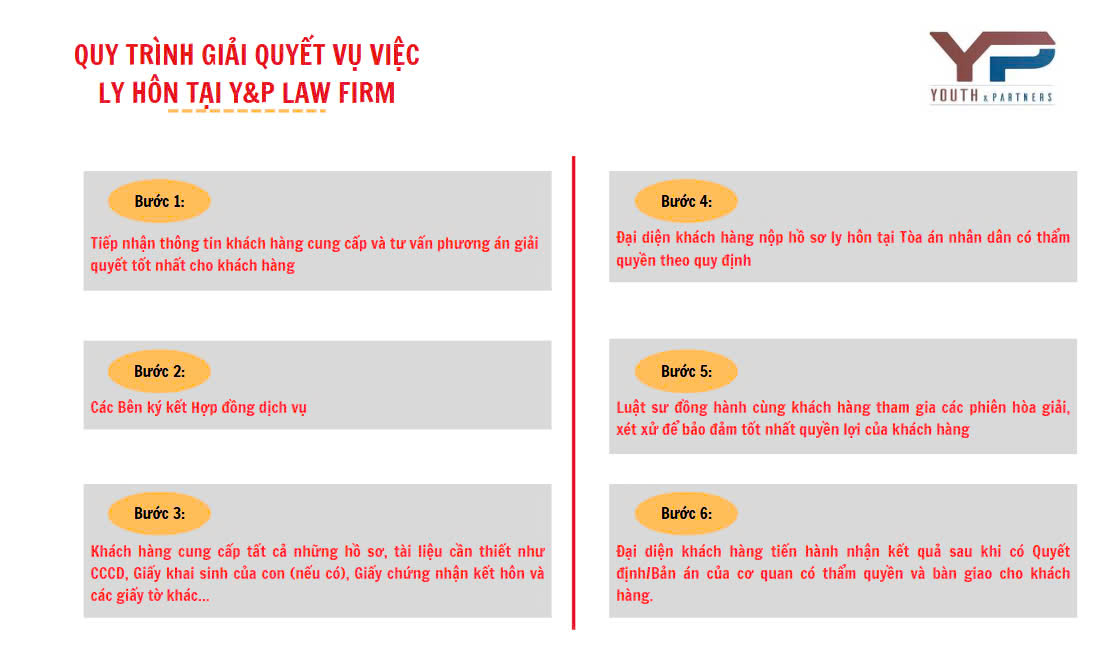 QUY TRÌNH GIẢI QUYẾT VỤ VIỆC
LY HÔN TẠI Y&P LAW FIRM
YP
YOUTH & PARTNERS
Bước 1:
Tiếp nhận thông tin khách hàng cung cấp và tư vấn phương án giải
quyết tốt nhất cho khách hàng
Bước 2:
Các Bên ký kết Hợp đồng dịch vụ
Bước 3:
Khách hàng cung cấp tất cả những hồ sơ, tài liệu cần thiết như
CCCD, Giấy khai sinh của con (nếu có), Giấy chứng nhận kết hôn và
các giấy tờ khác...
Bước 4:
Đại diện khách hàng nộp hồ sơ ly hôn tại Tòa án nhân dân có thẩm
quyền theo quy định
Bước 5:
Luật sư đồng hành cùng khách hàng tham gia các phiên hòa giải,
xét xử để bảo đảm tốt nhất quyền lợi của khách hàng
Bước 6:
Đại diện khách hàng tiến hành nhận kết quả sau khi có Quyết
định/Bản án của cơ quan có thẩm quyền và bàn giao cho khách
hàng.